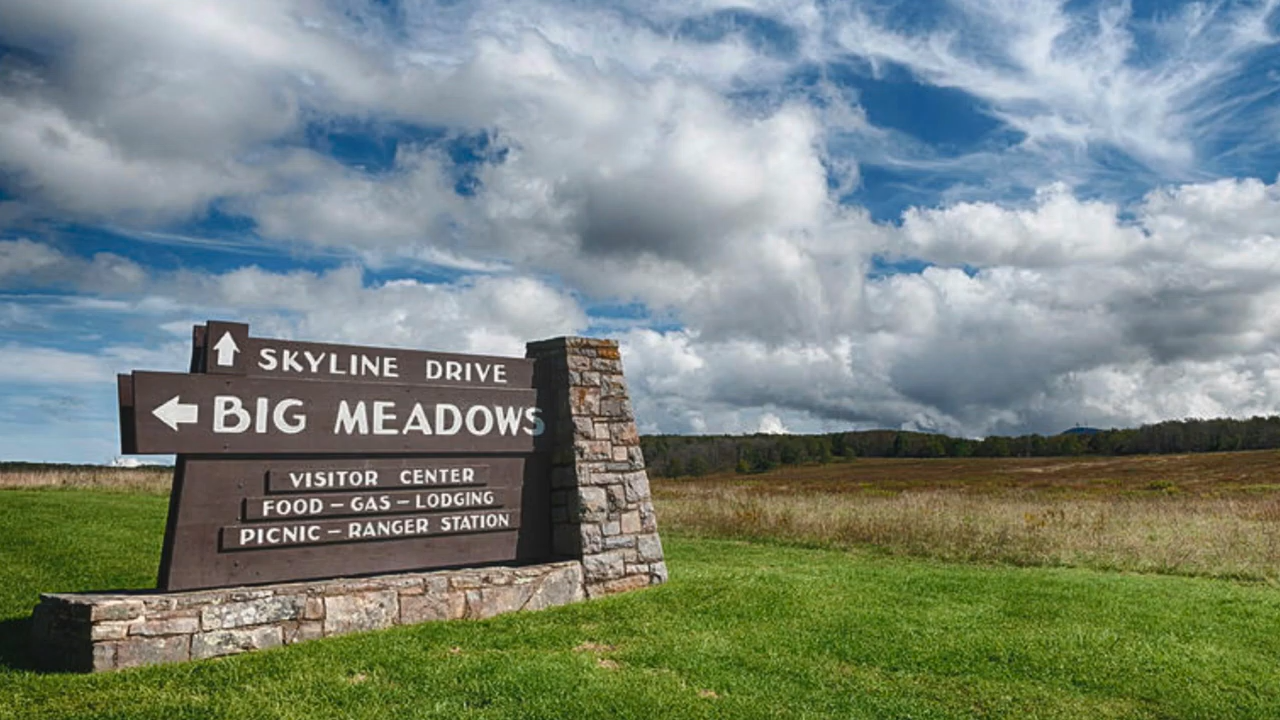 SKYLINE DRIVE
BIG MEADOWS
VISITOR CENTER
FOOD – GAS – LODGING
PICNIC – RANGER STATION